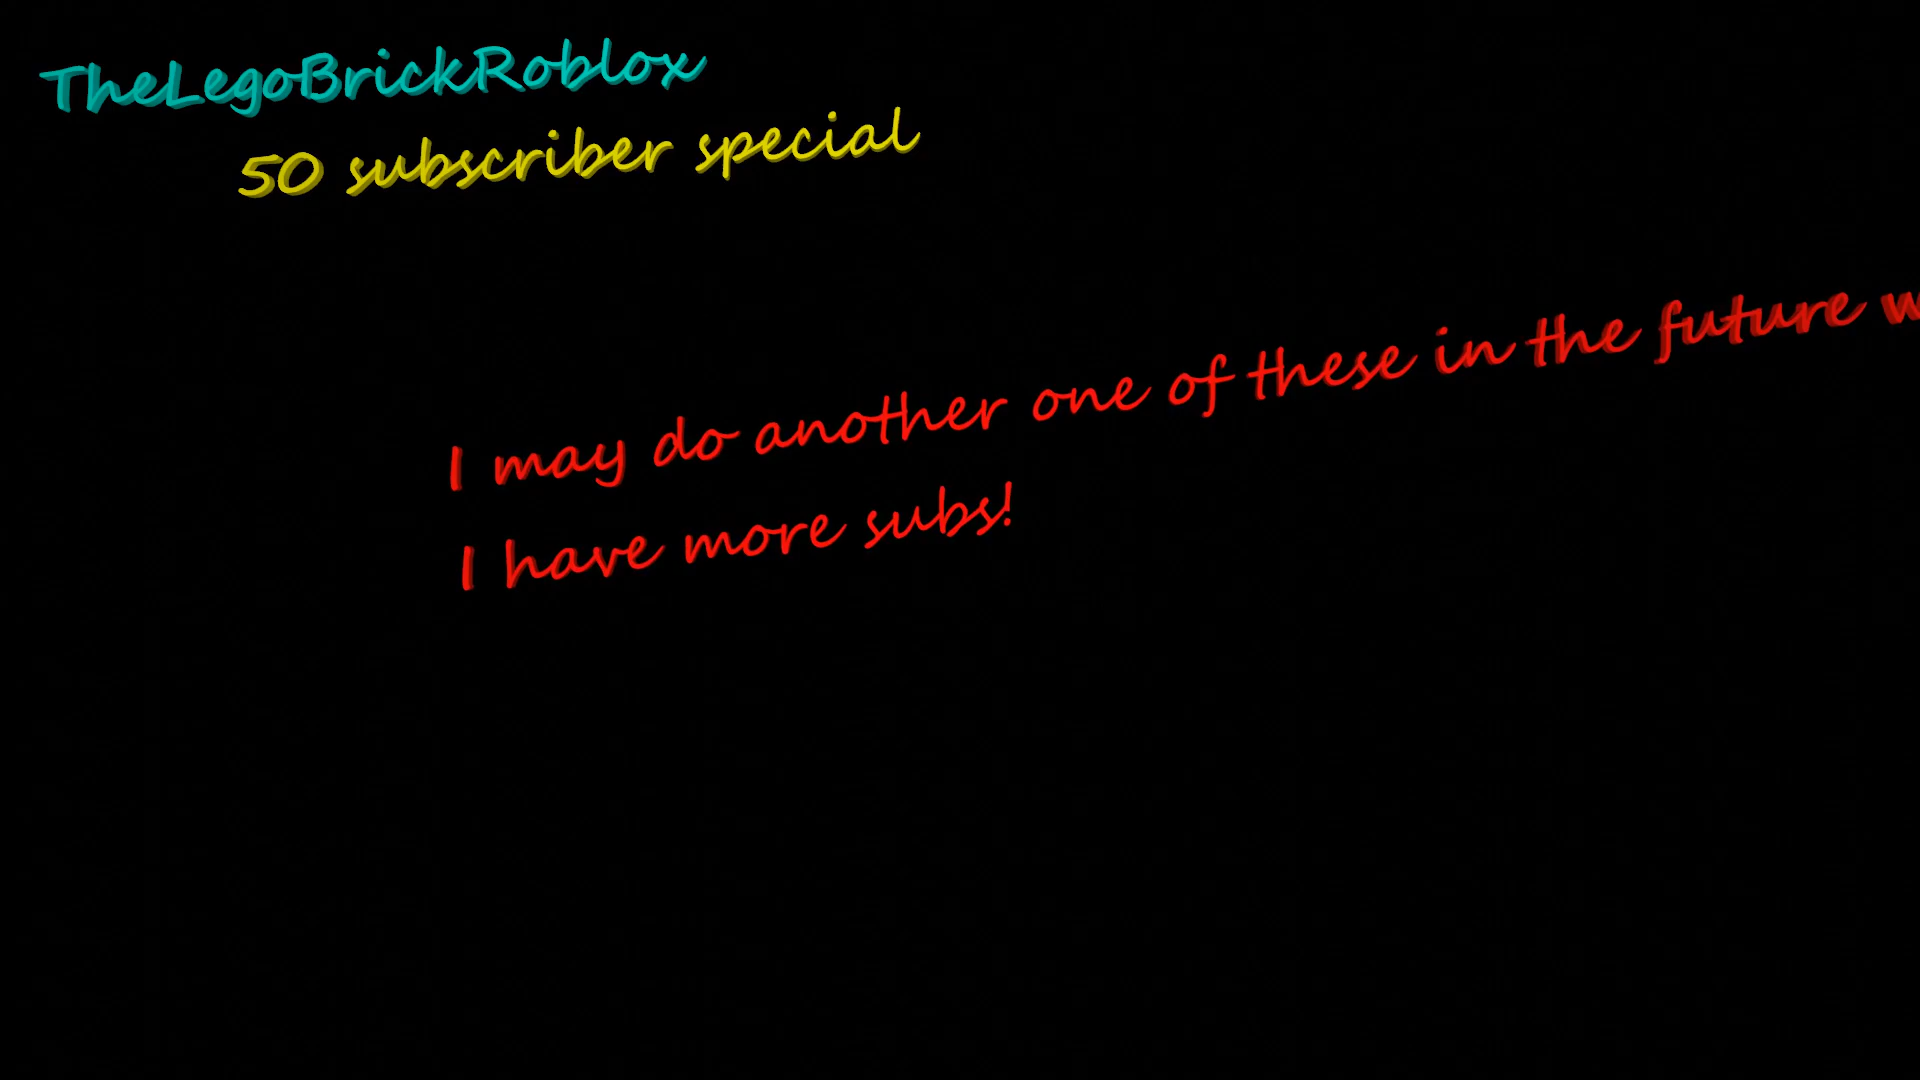 TheLegoBrickRoblox
50 subscriber special
I may do another one of these in the future w
I have more subs!